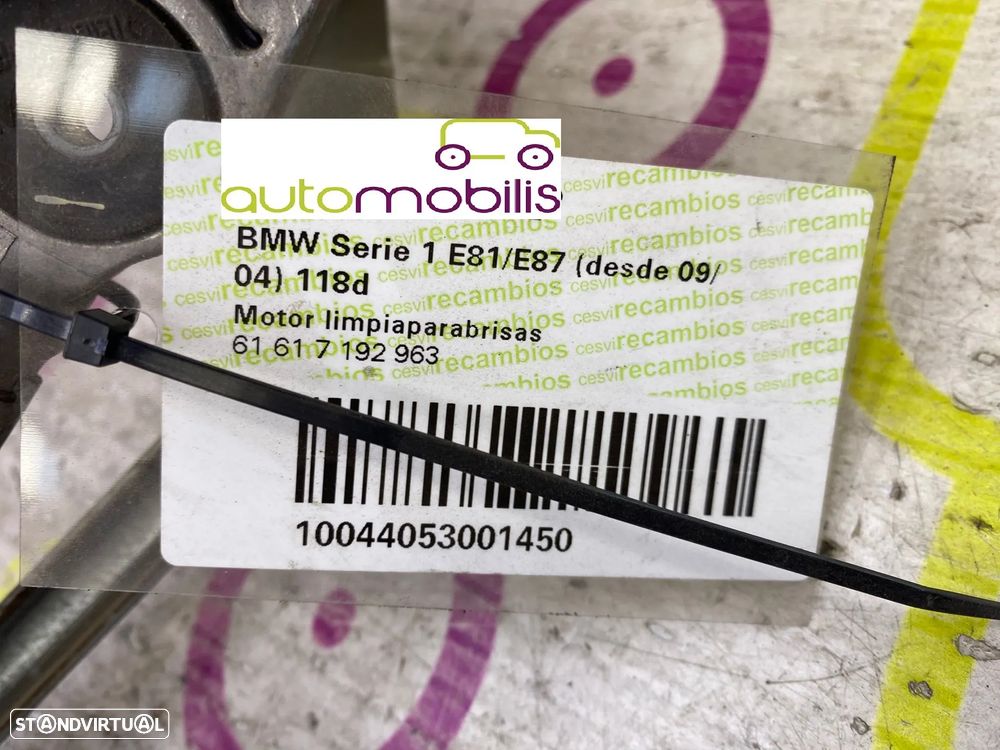 automobilis
BMW Serie 1 E81/E87 (desde 09/
04) 118d
Motor limpiaparabrisas
61 61 7 192 963
10044053001450
cesvirecambios
STANDVIRTUAL